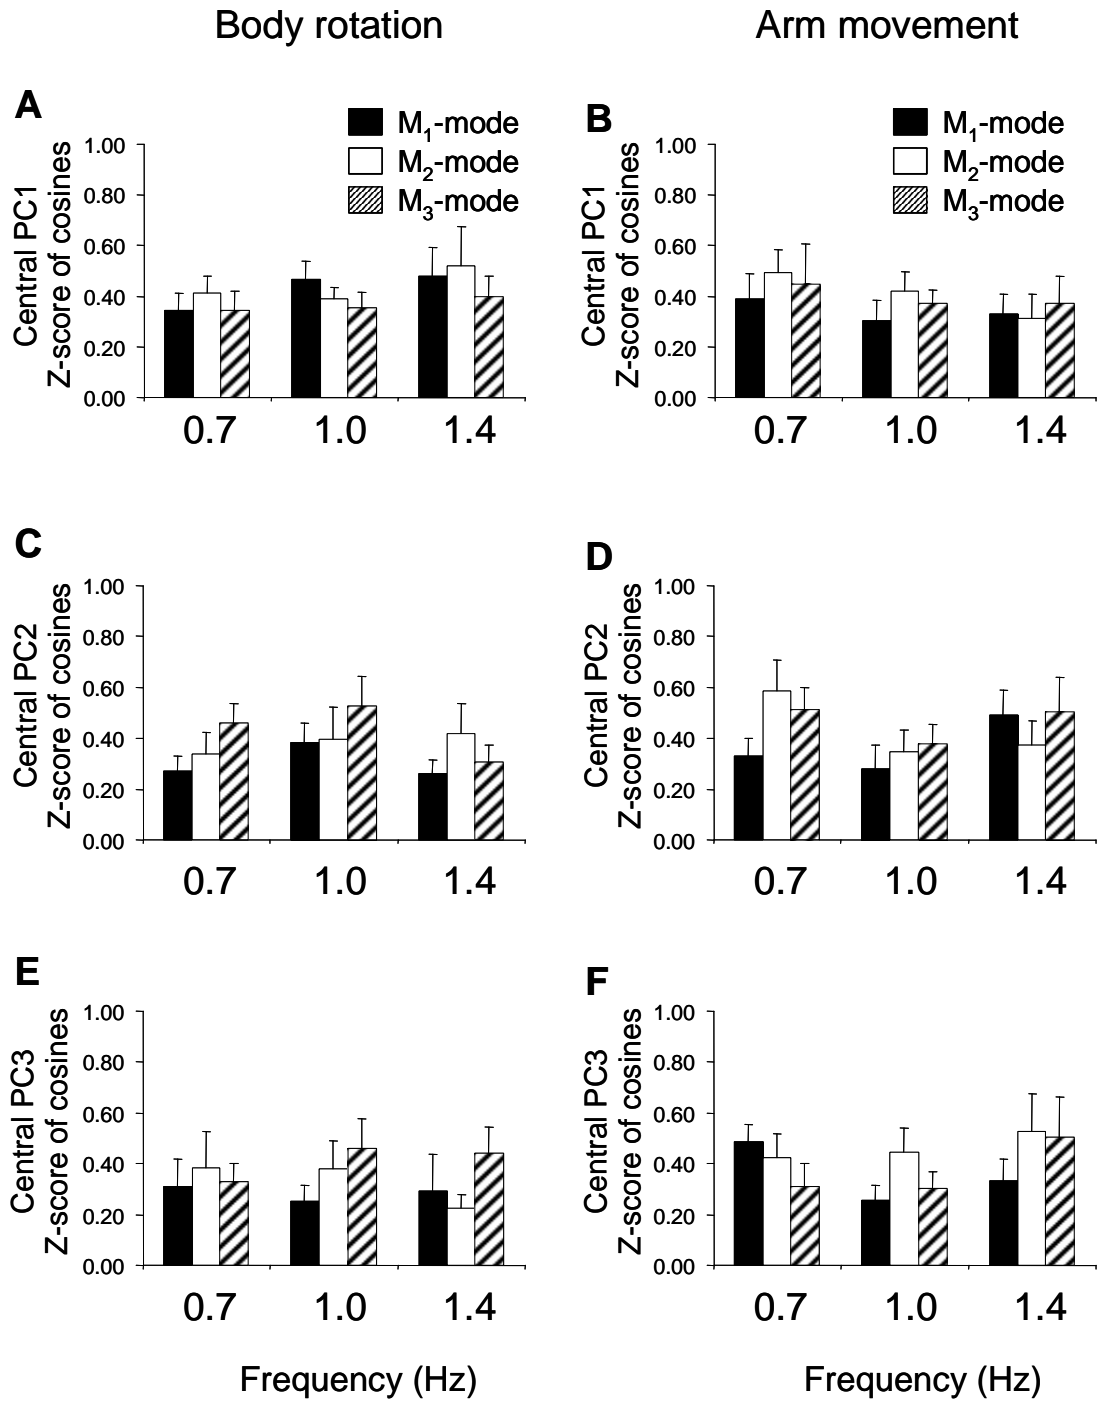 Body rotation
Arm movement
A
M1-mode
M2-mode
M3-mode
Central PC1
Z-score of cosines
1.00
0.80
0.60
0.40
0.20
0.00
0.7 1.0 1.4
B
M1-mode
M2-mode
M3-mode
Central PC1
Z-score of cosines
1.00
0.80
0.60
0.40
0.20
0.00
0.7 1.0 1.4
C
Central PC2
Z-score of cosines
1.00
0.80
0.60
0.40
0.20
0.00
0.7 1.0 1.4
D
Central PC2
Z-score of cosines
1.00
0.80
0.60
0.40
0.20
0.00
0.7 1.0 1.4
E
Central PC3
Z-score of cosines
1.00
0.80
0.60
0.40
0.20
0.00
0.7 1.0 1.4
Frequency (Hz)
F
Central PC3
Z-score of cosines
1.00
0.80
0.60
0.40
0.20
0.00
0.7 1.0 1.4
Frequency (Hz)